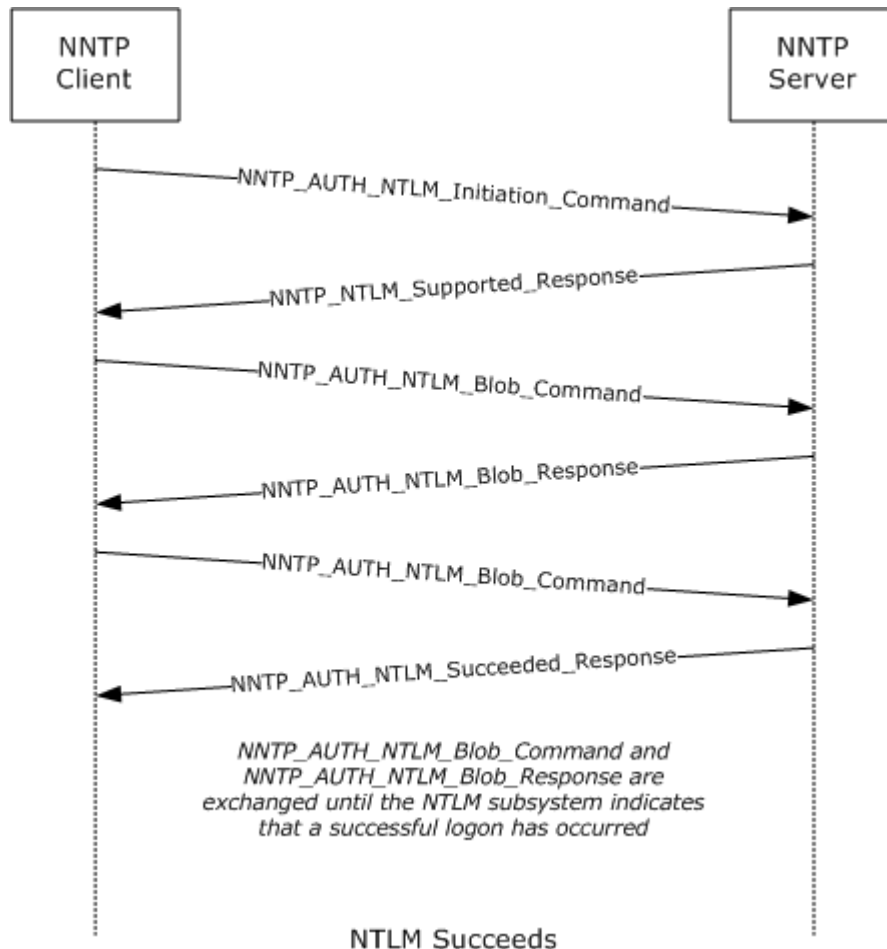 NNTP
Client
NNTP
Server
NNTP_AUTH_NTLM_Initiation_Command
NNTP_NTLM_Supported_Response
NNTP_AUTH_NTLM_Blob_Command
NNTP_AUTH_NTLM_Blob_Response
NNTP_AUTH_NTLM_Blob_Command
NNTP_AUTH_NTLM_Succeeded_Response
NNTP_AUTH_NTLM_Blob_Command and
NNTP_AUTH_NTLM_Blob_Response are
exchanged until the NTLM subsystem indicates
that a successful logon has occurred
NTLM Succeeds